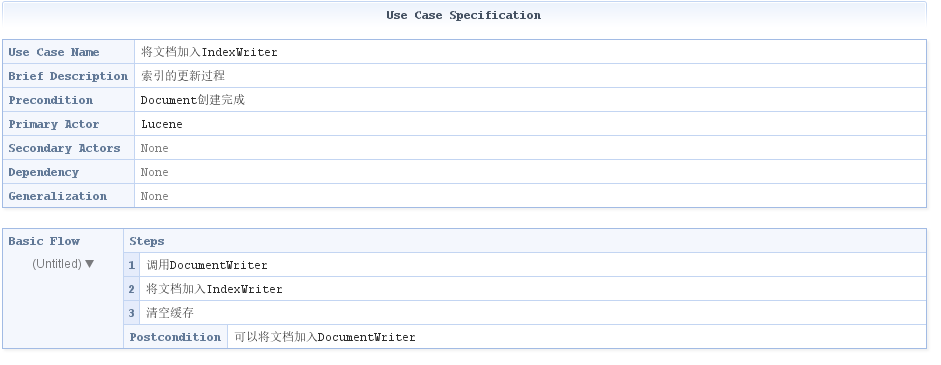 Use Case Specification
Use Case Name 将文档加入IndexWriter
Brief Description 索引的更新过程
Precondition Document创建完成
Primary Actor Lucene
Secondary Actors None
Dependency None
Generalization None
Basic Flow Steps
(Untitled) ▼ 1 调用DocumentWriter
2 将文档加入IndexWriter
3 清空缓存
Postcondition 可以将文档加入DocumentWriter